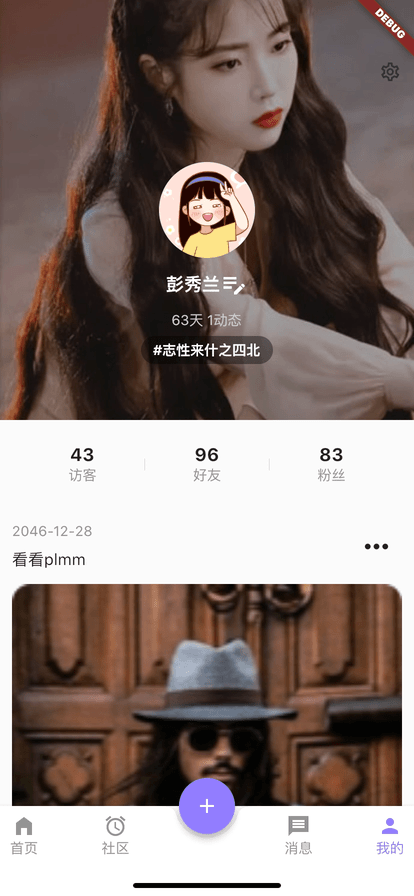 DEBUG
彭秀兰
63天 1动态
#志性来什之四北
43 96 83
访客 好友 粉丝
2046-12-28
看看plmm
首页 社区 消息 我的